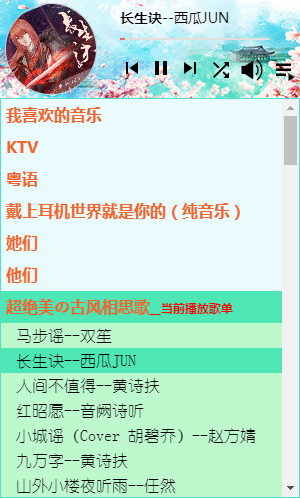 长生诀
长生诀--西瓜JUN
我喜欢的音乐
KTV
粤语
戴上耳机世界就是你的（纯音乐）
她们
他们
超绝美の古风相思歌__当前播放歌单
马步谣--双笙
长生诀--西瓜JUN
人间不值得--黄诗扶
红昭愿--音阙诗听
小城谣（Cover 胡碧乔）--赵方婧
九万字--黄诗扶
山外小楼夜听雨--任然